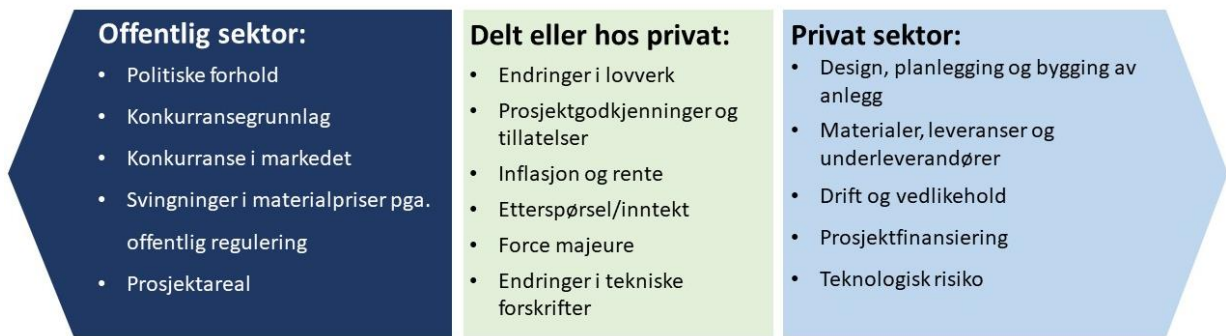 Offentlig sektor:
• Politiske forhold
• Konkurransegrunnlag
• Konkurranse i markedet
• Svingninger i materialpriser pga.
offentlig regulering
• Prosjektareal
Delt eller hos privat:
• Endringer i lovverk
• Prosjektgodkjenninger og
tillatelser
• Inflasjon og rente
• Etterspørsel/inntekt
• Force majeure
• Endringer i tekniske
forskrifter
Privat sektor:
• Design, planlegging og bygging av
anlegg
• Materialer, leveranser og
underleverandører
• Drift og vedlikehold
• Prosjektfinansiering
• Teknologisk risiko